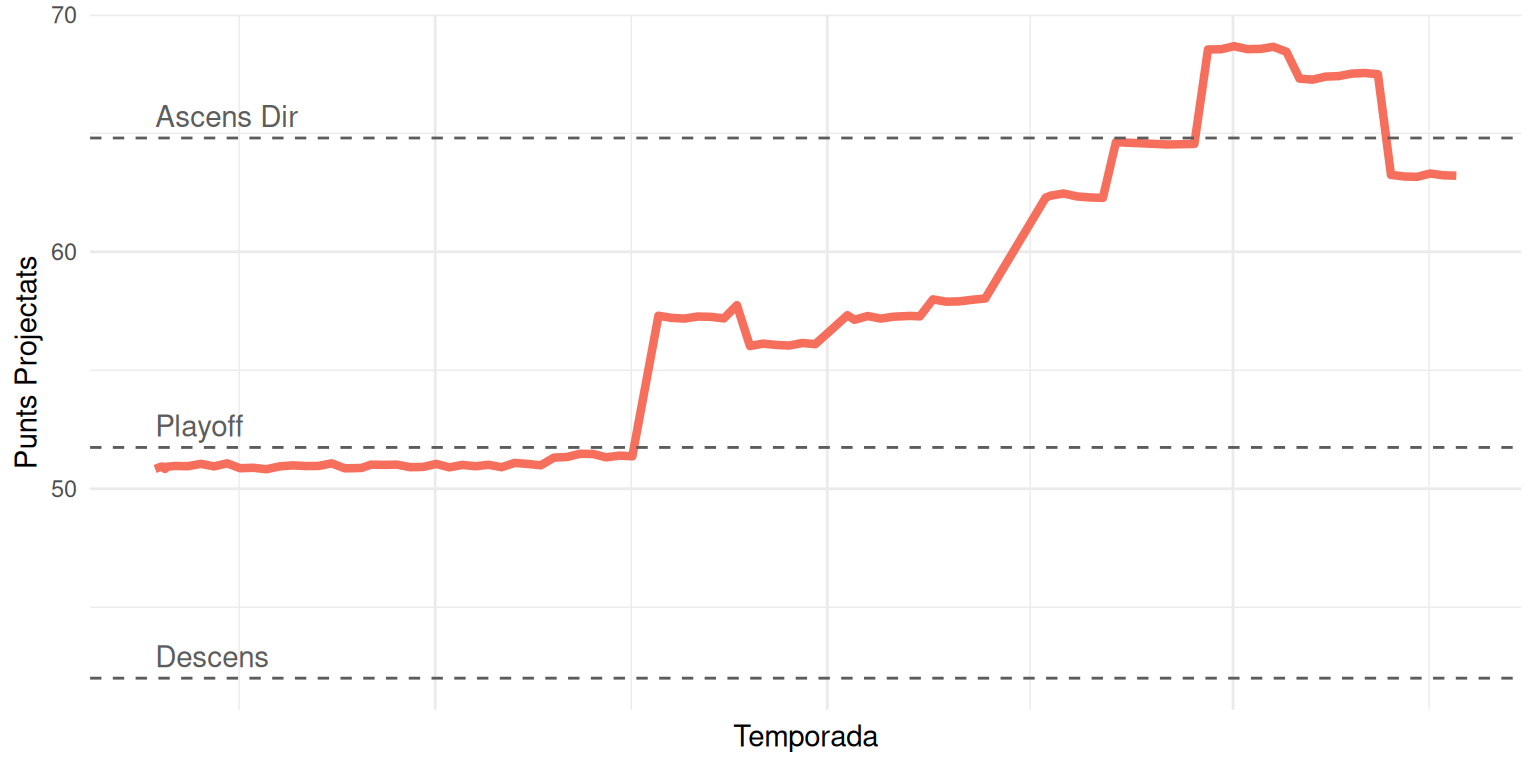 70
Ascens Dir
60
Punts Projectats
Playoff
50
Descens
Temporada